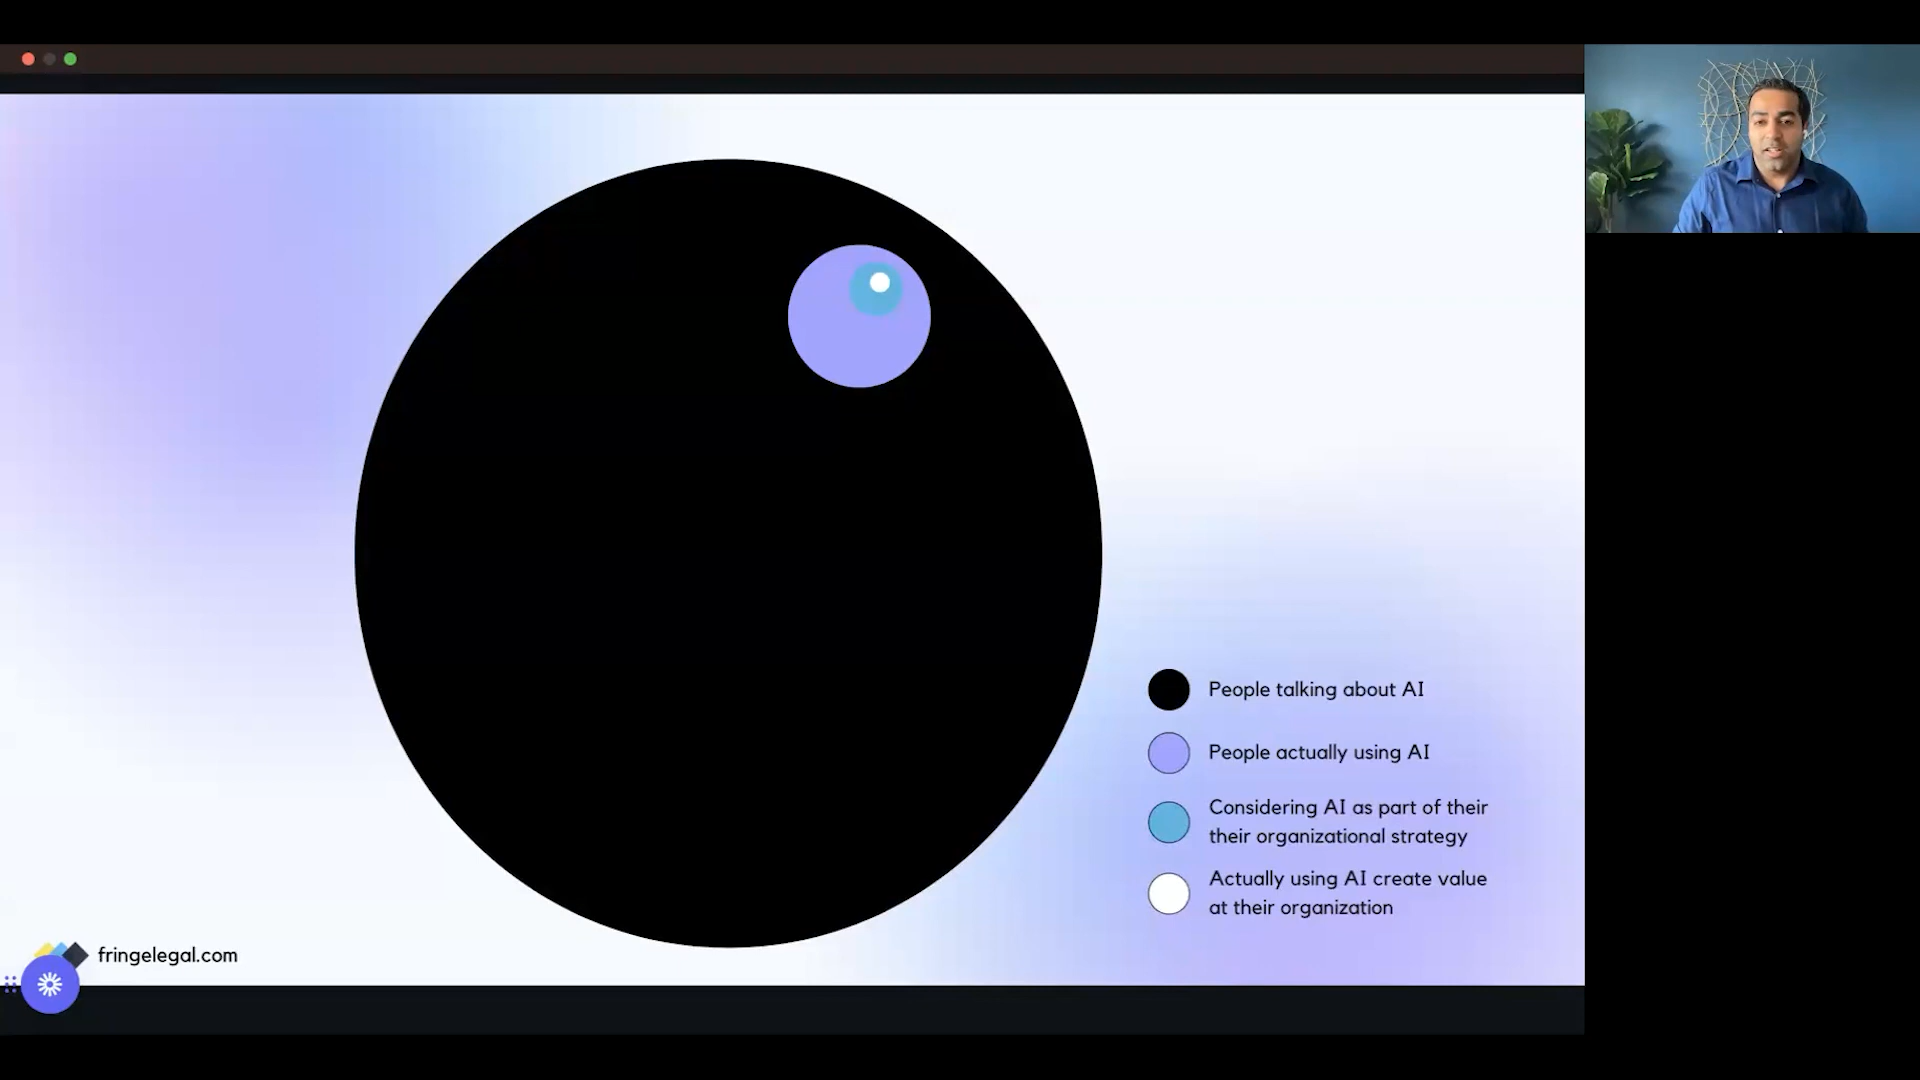 People talking about AI
People actually using AI
Considering AI as part of their
their organizational strategy
Actually using AI create value
at their organization
fringelegal.com